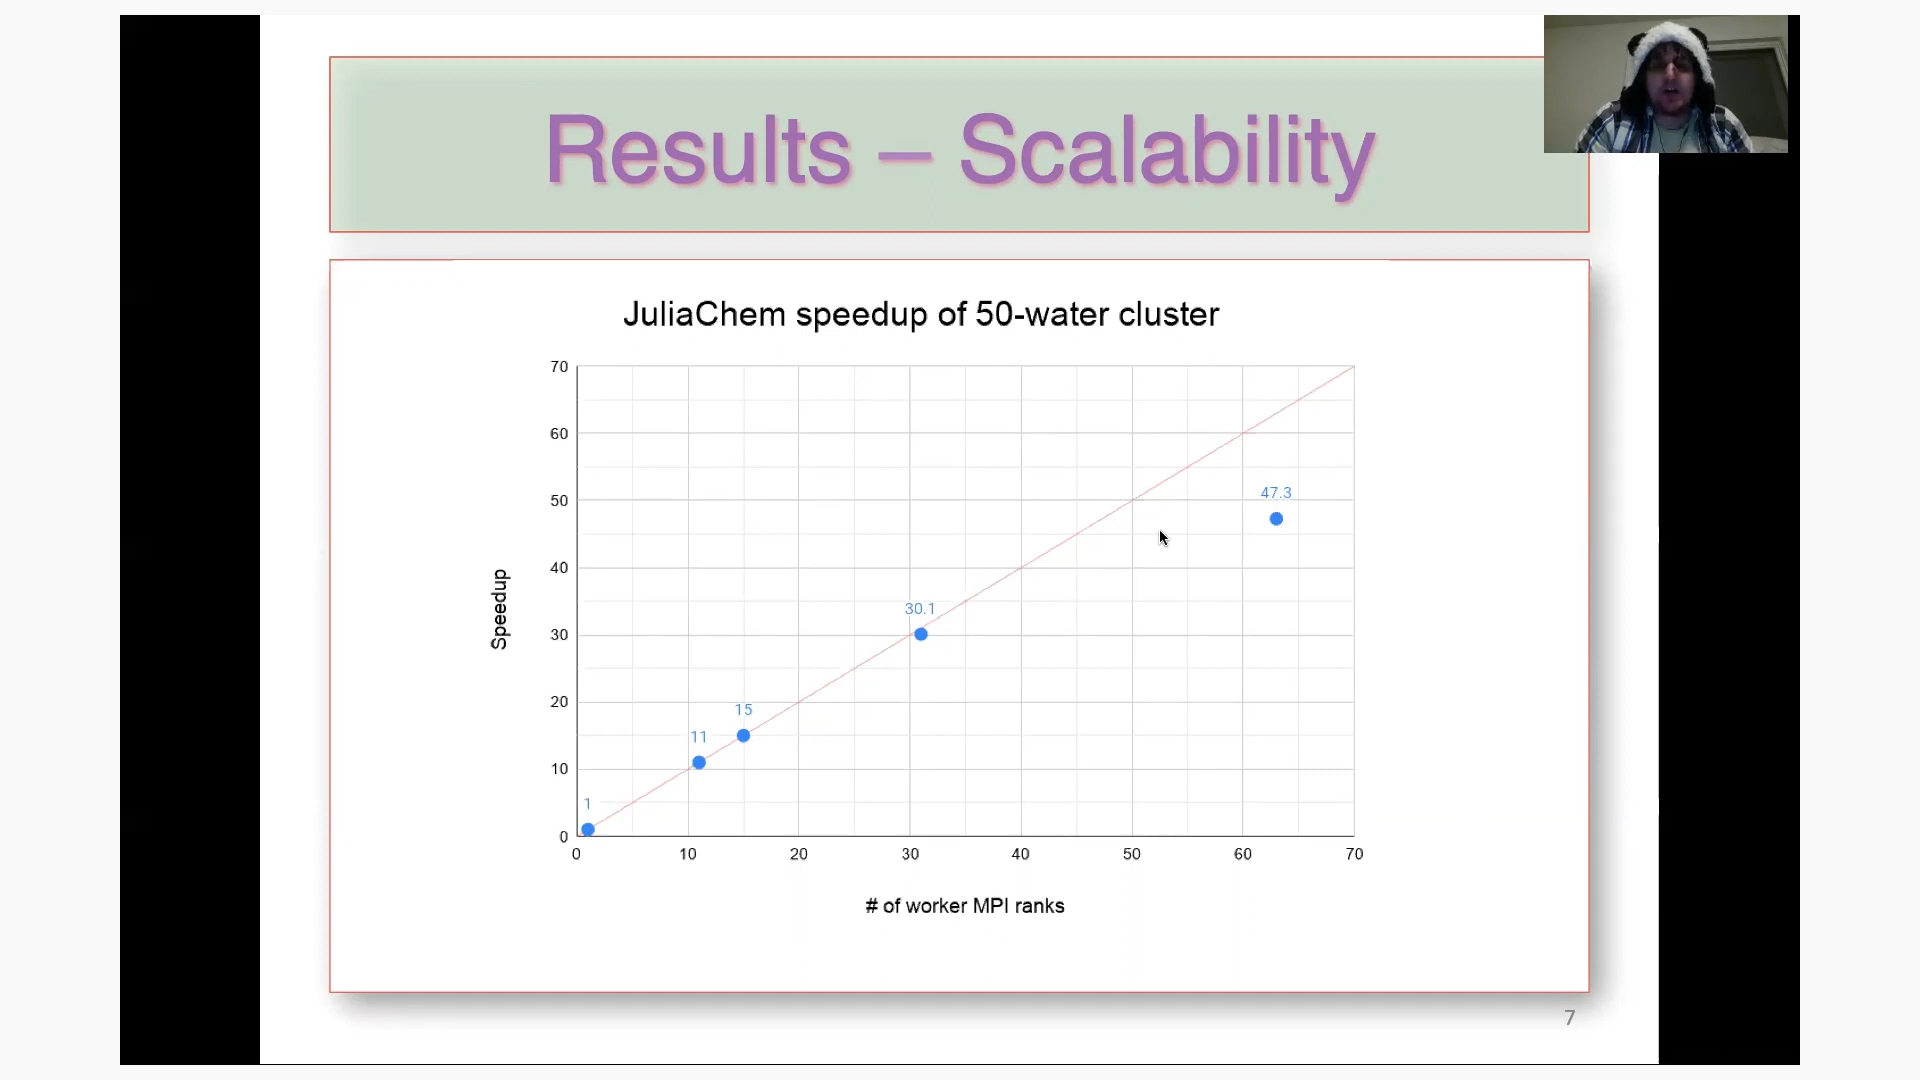 Results – Scalability
JuliaChem speedup of 50-water cluster
70
60
50
40
30
20
10
0
Speedup
47.3
30.1
15
11
1
0 10 20 30 40 50 60 70
# of worker MPI ranks
7